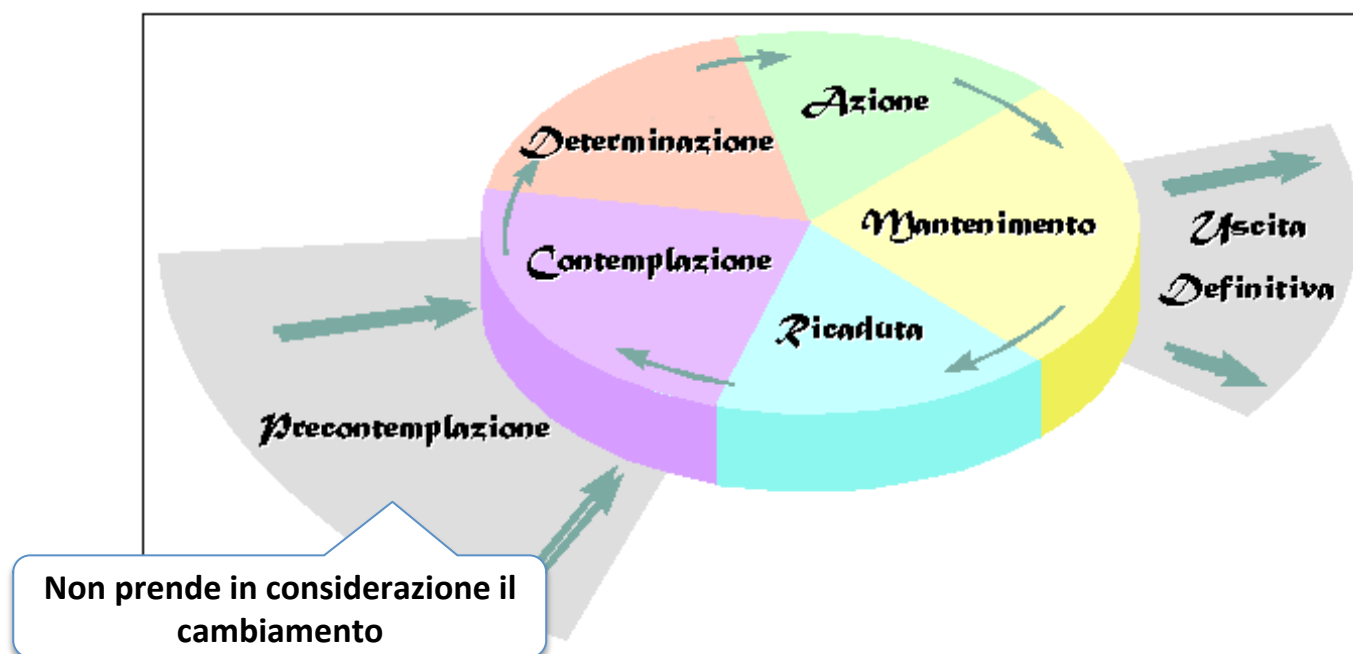 Azione
Determinazione
Mantenimento
Uscita
Definitiva
Contemplazione
Ricaduta
Precontemplazione
Non prende in considerazione il
cambiamento